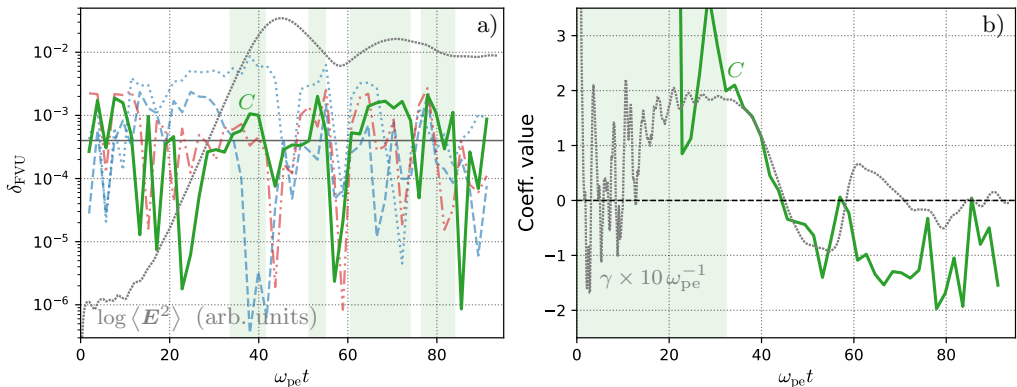 a)
10⁻²
10⁻³
10⁻⁴
10⁻⁵
10⁻⁶
δ_FVU
C
log ⟨E²⟩ (arb. units)
0 20 40 60 80
ω_pe t
b)
3
2
1
0
−1
−2
Coeff. value
C
γ × 10 ω_pe⁻¹
0 20 40 60 80
ω_pe t